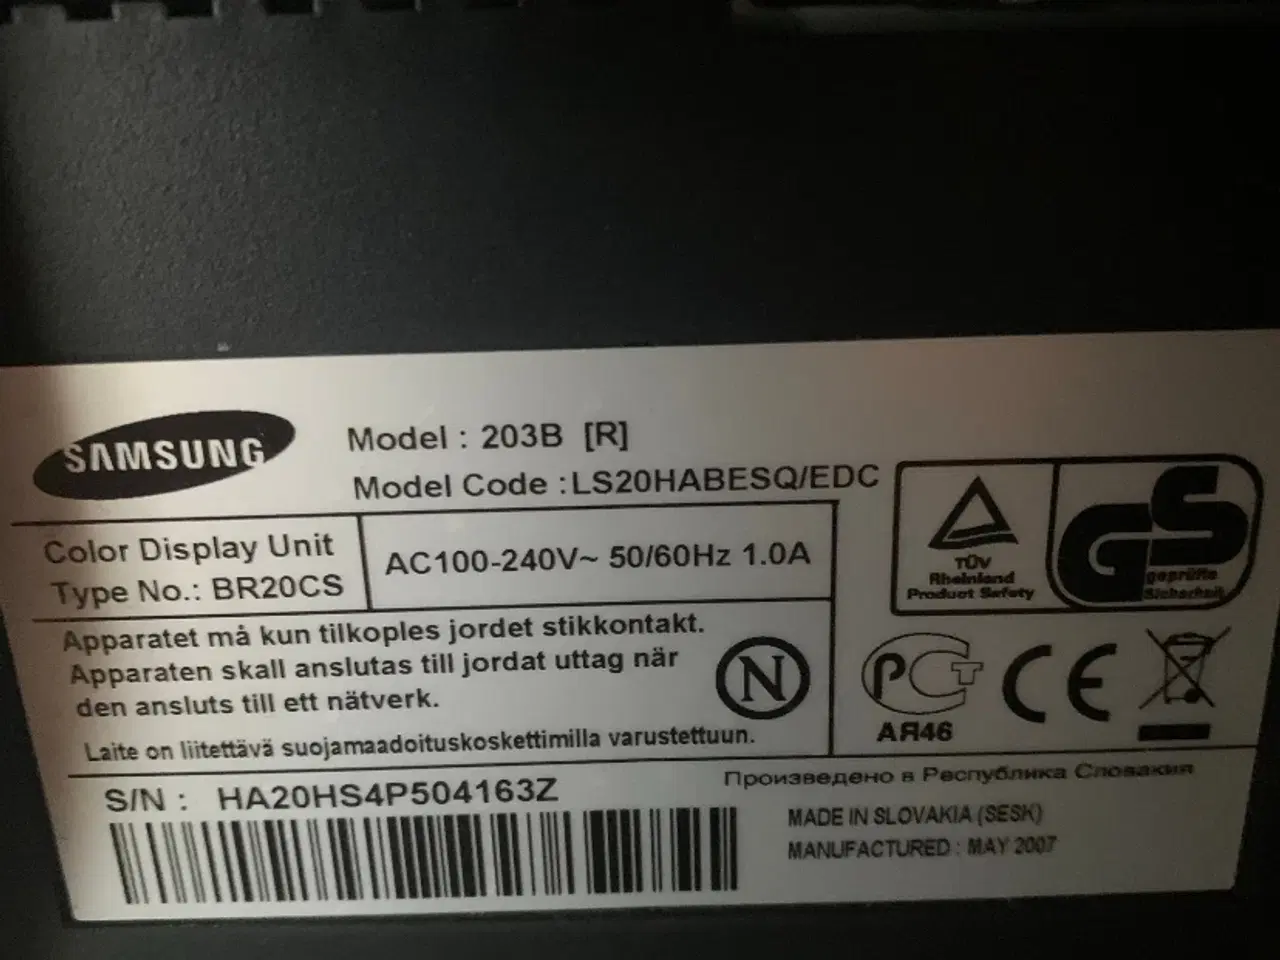 SAMSUNG
Model : 203B [R]
Model Code :LS20HABESQ/EDC
Color Display Unit
Type No.: BR20CS
AC100-240V~ 50/60Hz 1.0A
TÜV
Rheinland
Product Safety
GS
geprüfte
Sicherheit
Apparatet må kun tilkoples jordet stikkontakt.
Apparaten skall anslutas till jordat uttag när
den ansluts till ett nätverk.
Laite on liitettävä suojamaadoituskoskettimilla varustettuun.
N
РСТ
АЯ46
CE
S/N : HA20HS4P504163Z
Произведено в Республика Словакия
MADE IN SLOVAKIA (SESK)
MANUFACTURED : MAY 2007